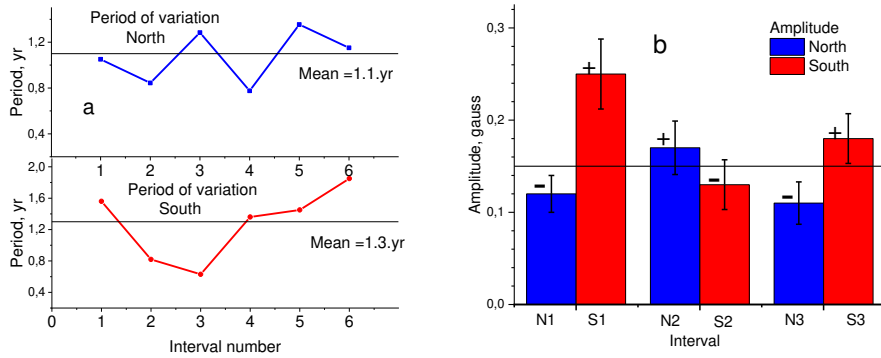 Period of variation
North
1,2
0,8
0,4
Period, yr
Mean =1.1.yr
a
1 2 3 4 5 6
Period of variation
South
2.0
1.6
1.2
0.8
0.4
Period, yr
Mean =1.3.yr
0 1 2 3 4 5 6
Interval number
b
Amplitude
North
South
0,3
0,2
0,1
0,0
Amplitude, gauss
- + + - - +
N1 S1 N2 S2 N3 S3
Interval